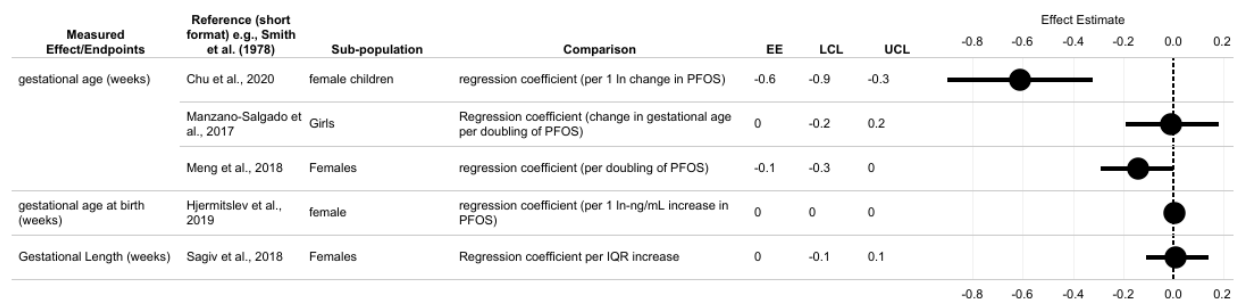 Measured Effect/Endpoints Reference (short format) e.g., Smith et al. (1978) Sub-population Comparison EE LCL UCL Effect Estimate
-0.8 -0.6 -0.4 -0.2 0.0 0.2
gestational age (weeks) Chu et al., 2020 female children regression coefficient (per 1 ln change in PFOS) -0.6 -0.9 -0.3
Manzano-Salgado et al., 2017 Girls Regression coefficient (change in gestational age per doubling of PFOS) 0 -0.2 0.2
Meng et al., 2018 Females regression coefficient (per doubling of PFOS) -0.1 -0.3 0
gestational age at birth (weeks) Hjermitslev et al., 2019 female regression coefficient (per 1 ln-ng/mL increase in PFOS) 0 0 0
Gestational Length (weeks) Sagiv et al., 2018 Females Regression coefficient per IQR increase 0 -0.1 0.1
-0.8 -0.6 -0.4 -0.2 0.0 0.2